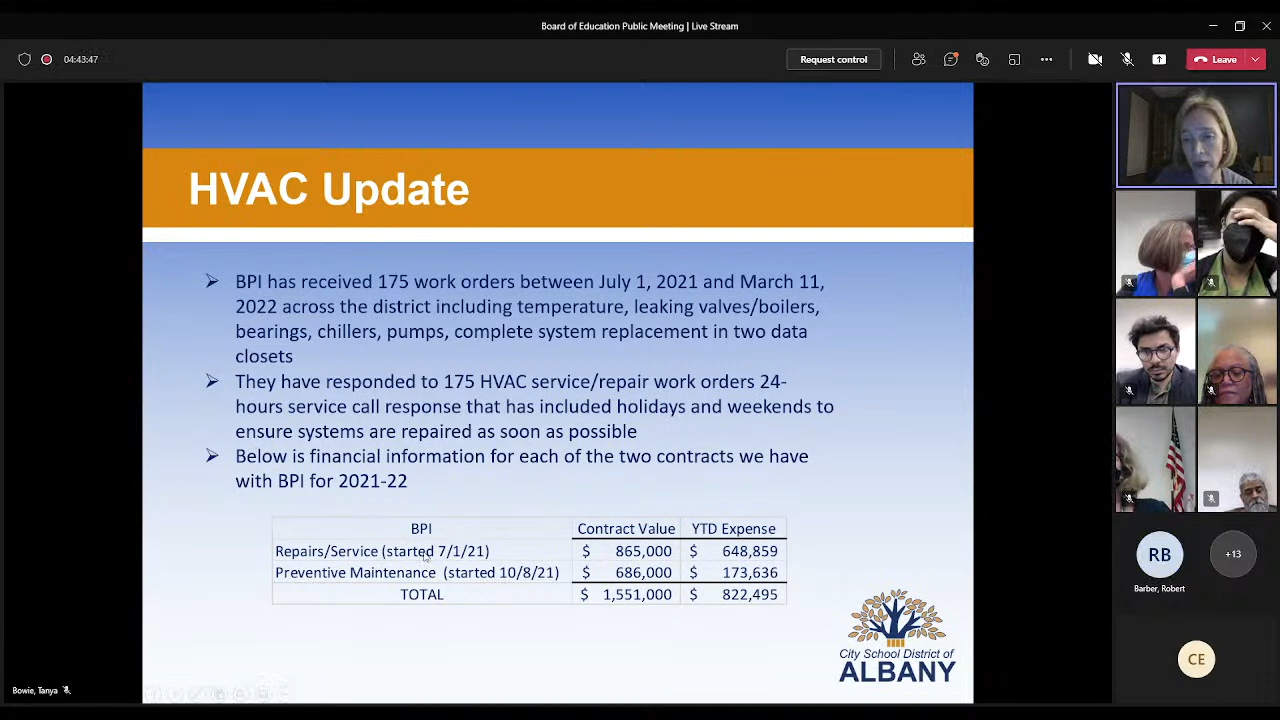 Board of Education Public Meeting | Live Stream
04:43:47
Request control
Leave
HVAC Update
BPI has received 175 work orders between July 1, 2021 and March 11,
2022 across the district including temperature, leaking valves/boilers,
bearings, chillers, pumps, complete system replacement in two data
closets
They have responded to 175 HVAC service/repair work orders 24-
hours service call response that has included holidays and weekends to
ensure systems are repaired as soon as possible
Below is financial information for each of the two contracts we have
with BPI for 2021-22
BPI Contract Value YTD Expense
Repairs/Service (started 7/1/21) $ 865,000 $ 648,859
Preventive Maintenance (started 10/8/21) $ 686,000 $ 173,636
TOTAL $ 1,551,000 $ 822,495
City School District of
ALBANY
Bowie, Tanya
RB
+13
Barber, Robert
CE